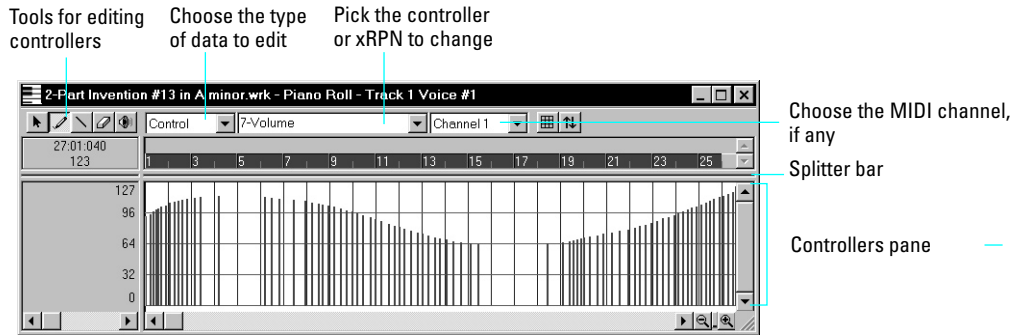 Tools for editing
controllers
Choose the type
of data to edit
Pick the controller
or xRPN to change
2-Part Invention #13 in A minor.wrk - Piano Roll - Track 1 Voice #1
Control
7-Volume
Channel 1
Choose the MIDI channel,
if any
27:01:040
123
1 3 5 7 9 11 13 15 17 19 21 23 25
Splitter bar
127
96
64
32
0
Controllers pane